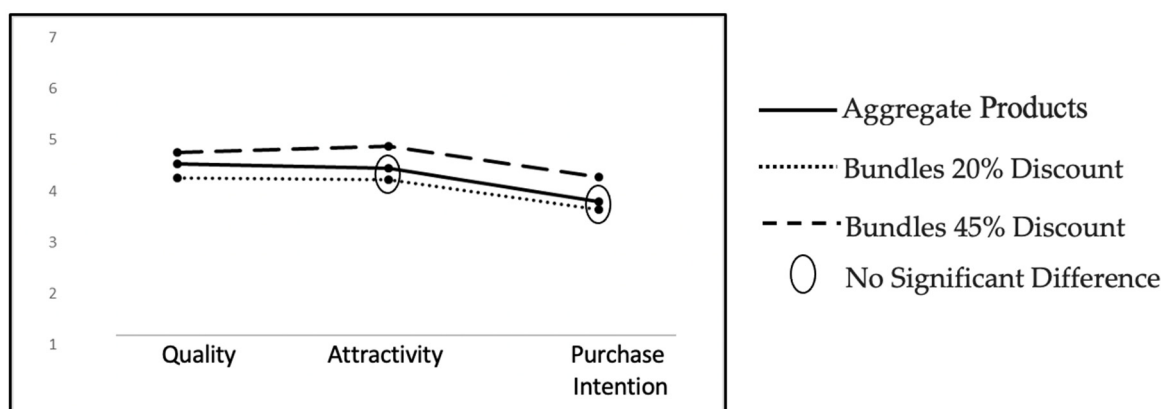 7
6
5
4
3
2
1
Quality
Attractivity
Purchase
Intention
Aggregate Products
Bundles 20% Discount
Bundles 45% Discount
No Significant Difference